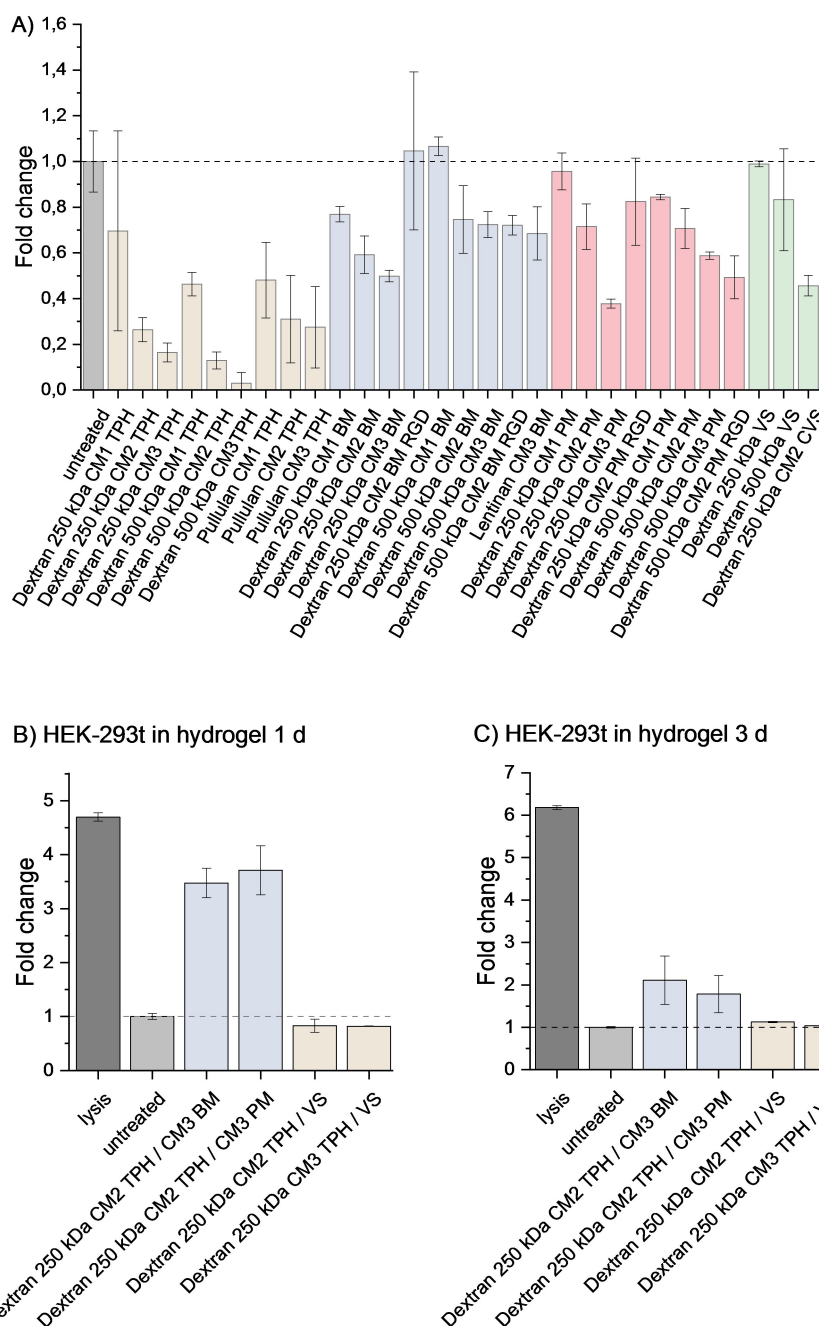 A)
1,6
1,4
1,2
1,0
0,8
0,6
0,4
0,2
0,0
Fold change
untreated
Dextran 250 kDa CM1 TPH
Dextran 250 kDa CM2 TPH
Dextran 250 kDa CM3 TPH
Dextran 500 kDa CM1 TPH
Dextran 500 kDa CM2 TPH
Dextran 500 kDa CM3TPH
Pullulan CM1 TPH
Pullulan CM2 TPH
Pullulan CM3 TPH
Dextran 250 kDa CM1 BM
Dextran 250 kDa CM2 BM
Dextran 250 kDa CM3 BM
Dextran 250 kDa CM2 BM RGD
Dextran 500 kDa CM1 BM
Dextran 500 kDa CM2 BM
Dextran 500 kDa CM3 BM
Dextran 500 kDa CM2 BM RGD
Lentinan CM3 BM
Dextran 250 kDa CM1 PM
Dextran 250 kDa CM2 PM
Dextran 250 kDa CM3 PM
Dextran 250 kDa CM2 PM RGD
Dextran 500 kDa CM1 PM
Dextran 500 kDa CM2 PM
Dextran 500 kDa CM3 PM
Dextran 500 kDa CM2 PM RGD
Dextran 250 kDa VS
Dextran 500 kDa VS
Dextran 250 kDa CM2 CVS
B) HEK-293t in hydrogel 1 d
5
4
3
2
1
0
Fold change
lysis
untreated
extran 250 kDa CM2 TPH / CM3 BM
Dextran 250 kDa CM2 TPH / CM3 PM
Dextran 250 kDa CM2 TPH / VS
Dextran 250 kDa CM3 TPH / VS
C) HEK-293t in hydrogel 3 d
7
6
5
4
3
2
1
0
Fold change
lysis
untreated
Dextran 250 kDa CM2 TPH / CM3 BM
Dextran 250 kDa CM2 TPH / CM3 PM
Dextran 250 kDa CM2 TPH / VS
Dextran 250 kDa CM3 TPH /